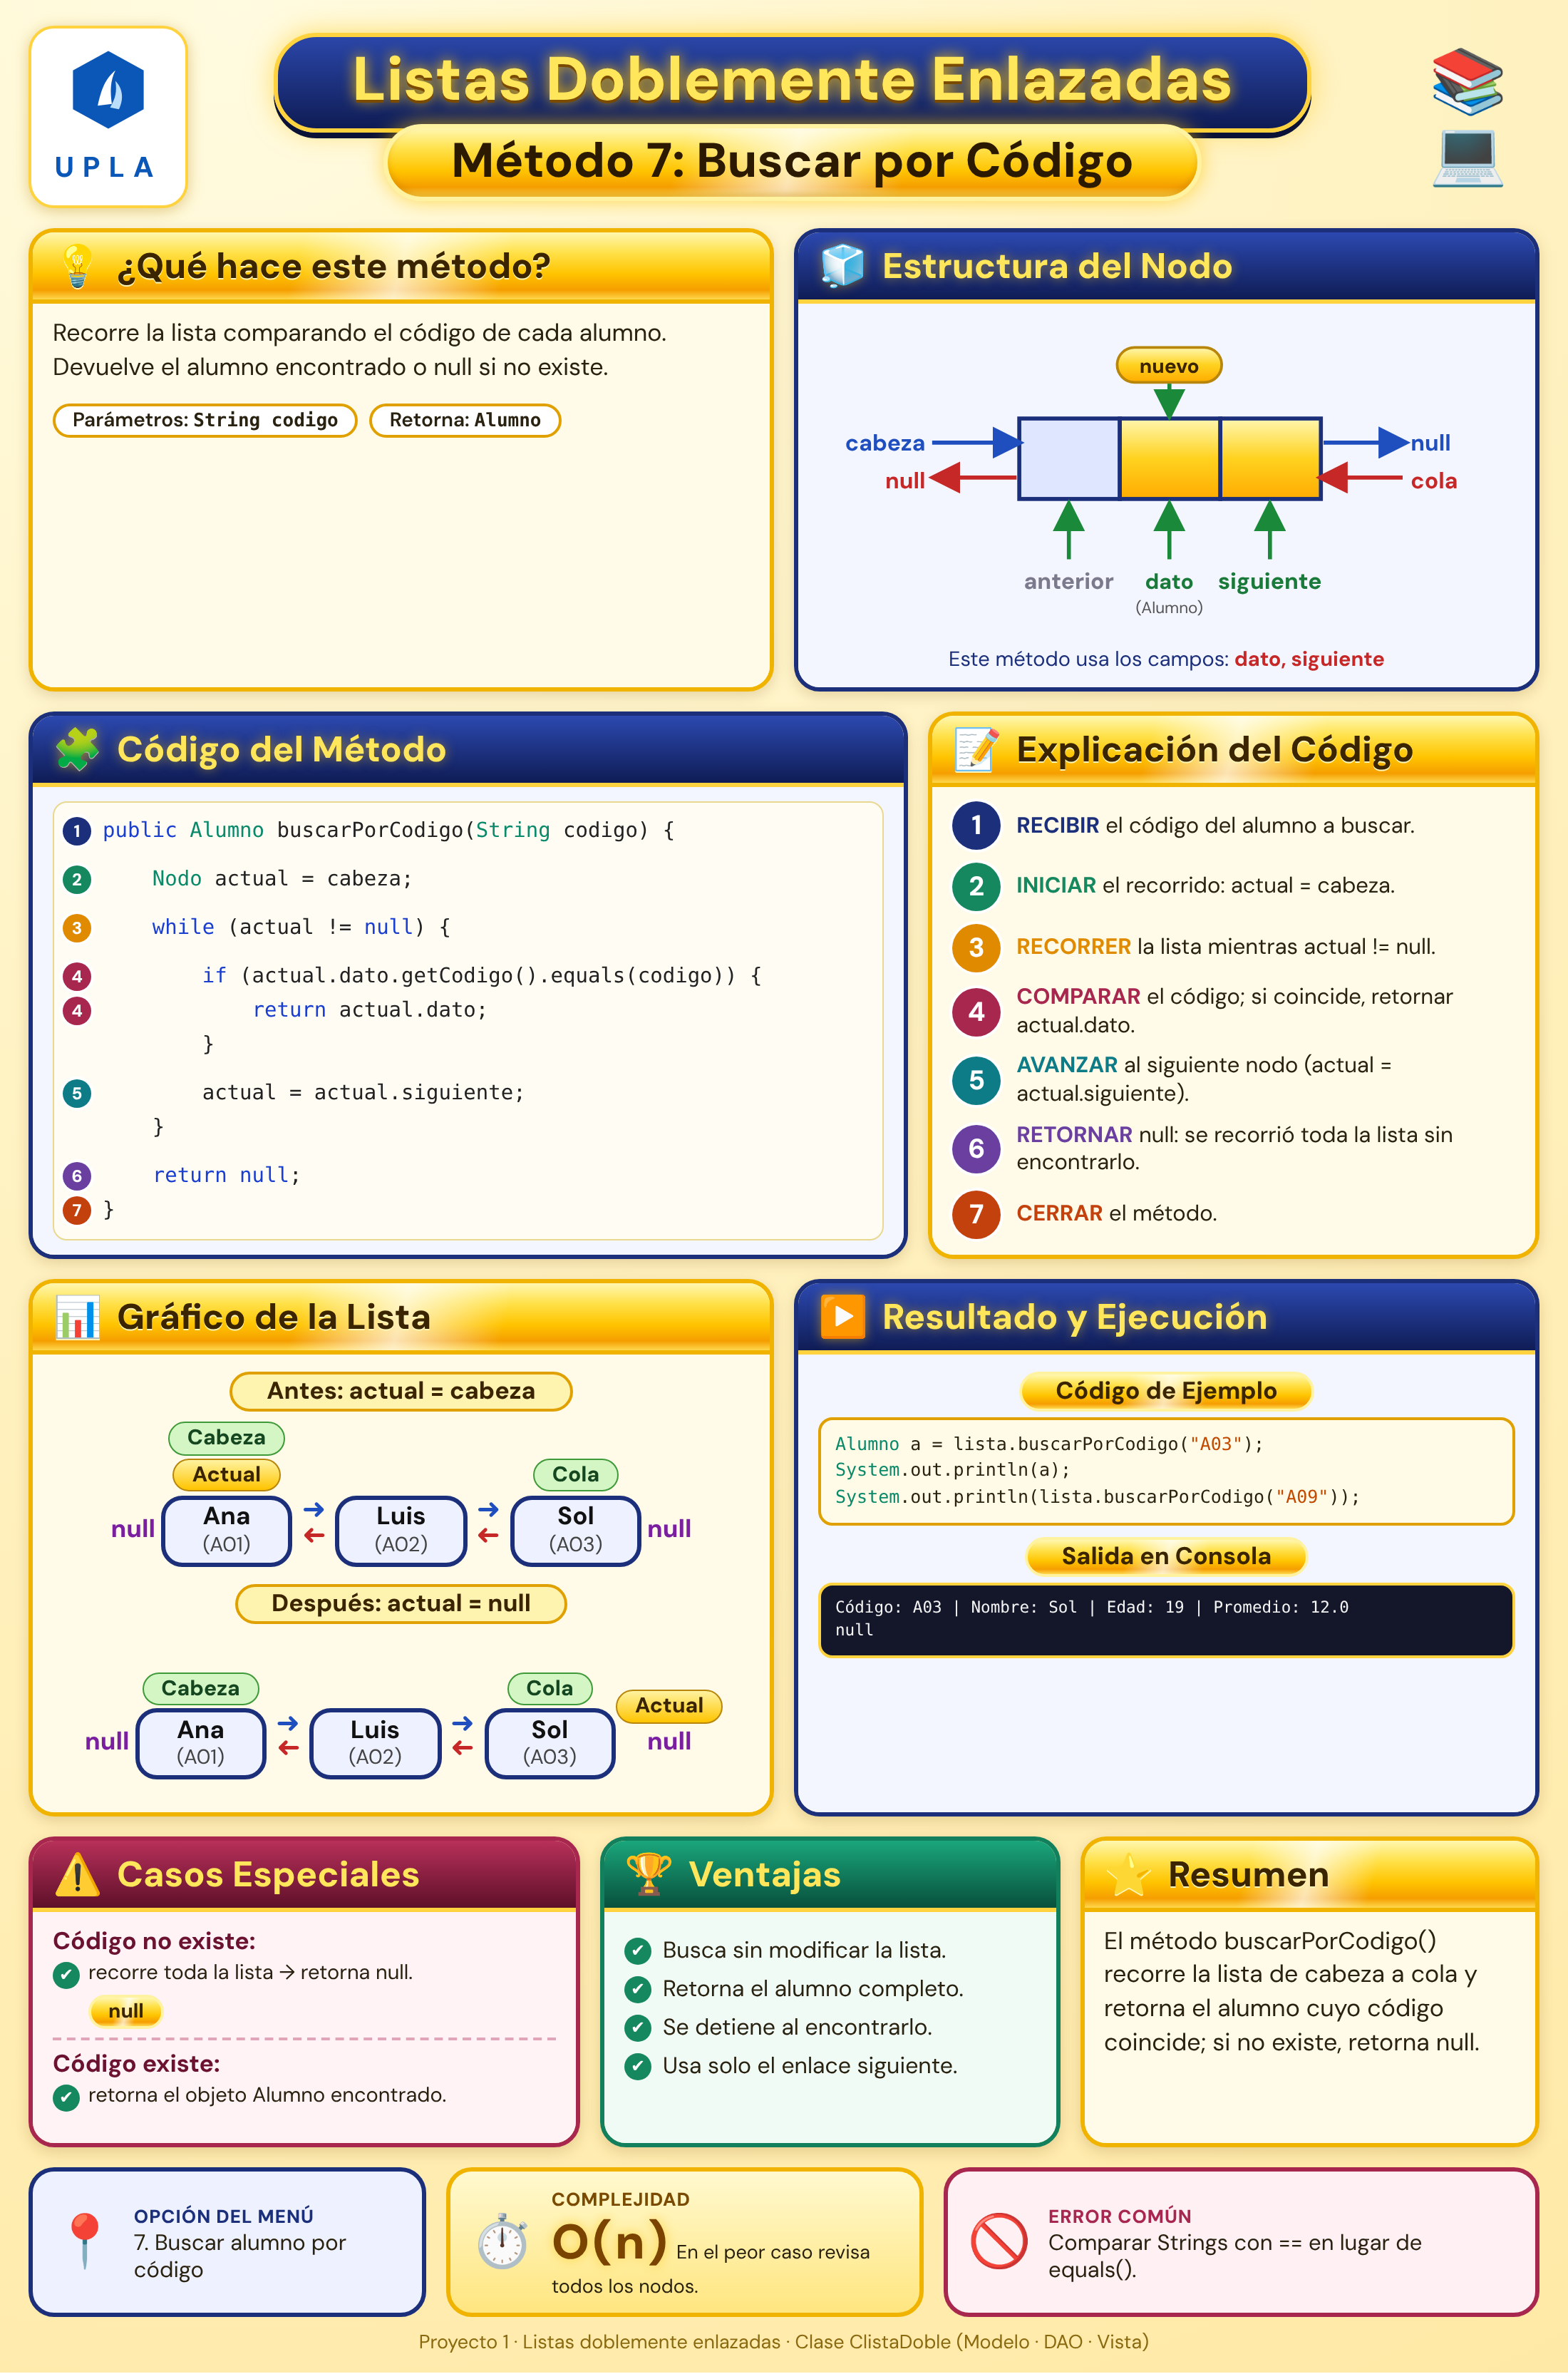 UPLA
Listas Doblemente Enlazadas
Método 7: Buscar por Código
¿Qué hace este método?
Recorre la lista comparando el código de cada alumno.
Devuelve el alumno encontrado o null si no existe.
Parámetros: String codigo
Retorna: Alumno
Estructura del Nodo
nuevo
cabeza
null
null
cola
anterior
dato
siguiente
(Alumno)
Este método usa los campos: dato, siguiente
Código del Método
1 public Alumno buscarPorCodigo(String codigo) {
2 Nodo actual = cabeza;
3 while (actual != null) {
4 if (actual.dato.getCodigo().equals(codigo)) {
4 return actual.dato;
}
5 actual = actual.siguiente;
}
6 return null;
7 }
Explicación del Código
1 RECIBIR el código del alumno a buscar.
2 INICIAR el recorrido: actual = cabeza.
3 RECORRER la lista mientras actual != null.
4 COMPARAR el código; si coincide, retornar
actual.dato.
5 AVANZAR al siguiente nodo (actual =
actual.siguiente).
6 RETORNAR null: se recorrió toda la lista sin
encontrarlo.
7 CERRAR el método.
Gráfico de la Lista
Antes: actual = cabeza
Cabeza
Actual
Cola
null
Ana
(A01)
➜
Luis
(A02)
Sol
(A03)
null
Después: actual = null
Cabeza
Cola
Actual
null
Ana
(A01)
Luis
(A02)
Sol
(A03)
null
Resultado y Ejecución
Código de Ejemplo
Alumno a = lista.buscarPorCodigo("A03");
System.out.println(a);
System.out.println(lista.buscarPorCodigo("A09"));
Salida en Consola
Código: A03 | Nombre: Sol | Edad: 19 | Promedio: 12.0
null
Casos Especiales
Código no existe:
recorre toda la lista → retorna null.
null
Código existe:
retorna el objeto Alumno encontrado.
Ventajas
Busca sin modificar la lista.
Retorna el alumno completo.
Se detiene al encontrarlo.
Usa solo el enlace siguiente.
Resumen
El método buscarPorCodigo()
recorre la lista de cabeza a cola y
retorna el alumno cuyo código
coincide; si no existe, retorna null.
OPCIÓN DEL MENÚ
7. Buscar alumno por
código
COMPLEJIDAD
O(n) En el peor caso revisa
todos los nodos.
ERROR COMÚN
Comparar Strings con == en lugar de
equals().
Proyecto 1 · Listas doblemente enlazadas · Clase ClistaDoble (Modelo · DAO · Vista)